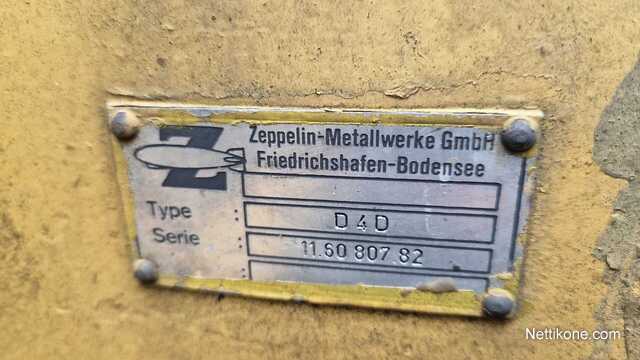 Z
Zeppelin-Metallwerke GmbH
Friedrichshafen-Bodensee
Type : D 4 D
Serie : 11.60 807.82
Nettikone.com